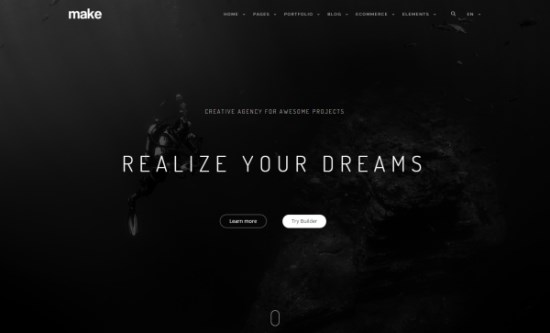 make
HOME PAGES PORTFOLIO BLOG ECOMMERCE ELEMENTS EN
CREATIVE AGENCY FOR AWESOME PROJECTS
REALIZE YOUR DREAMS
Learn more Try Builder